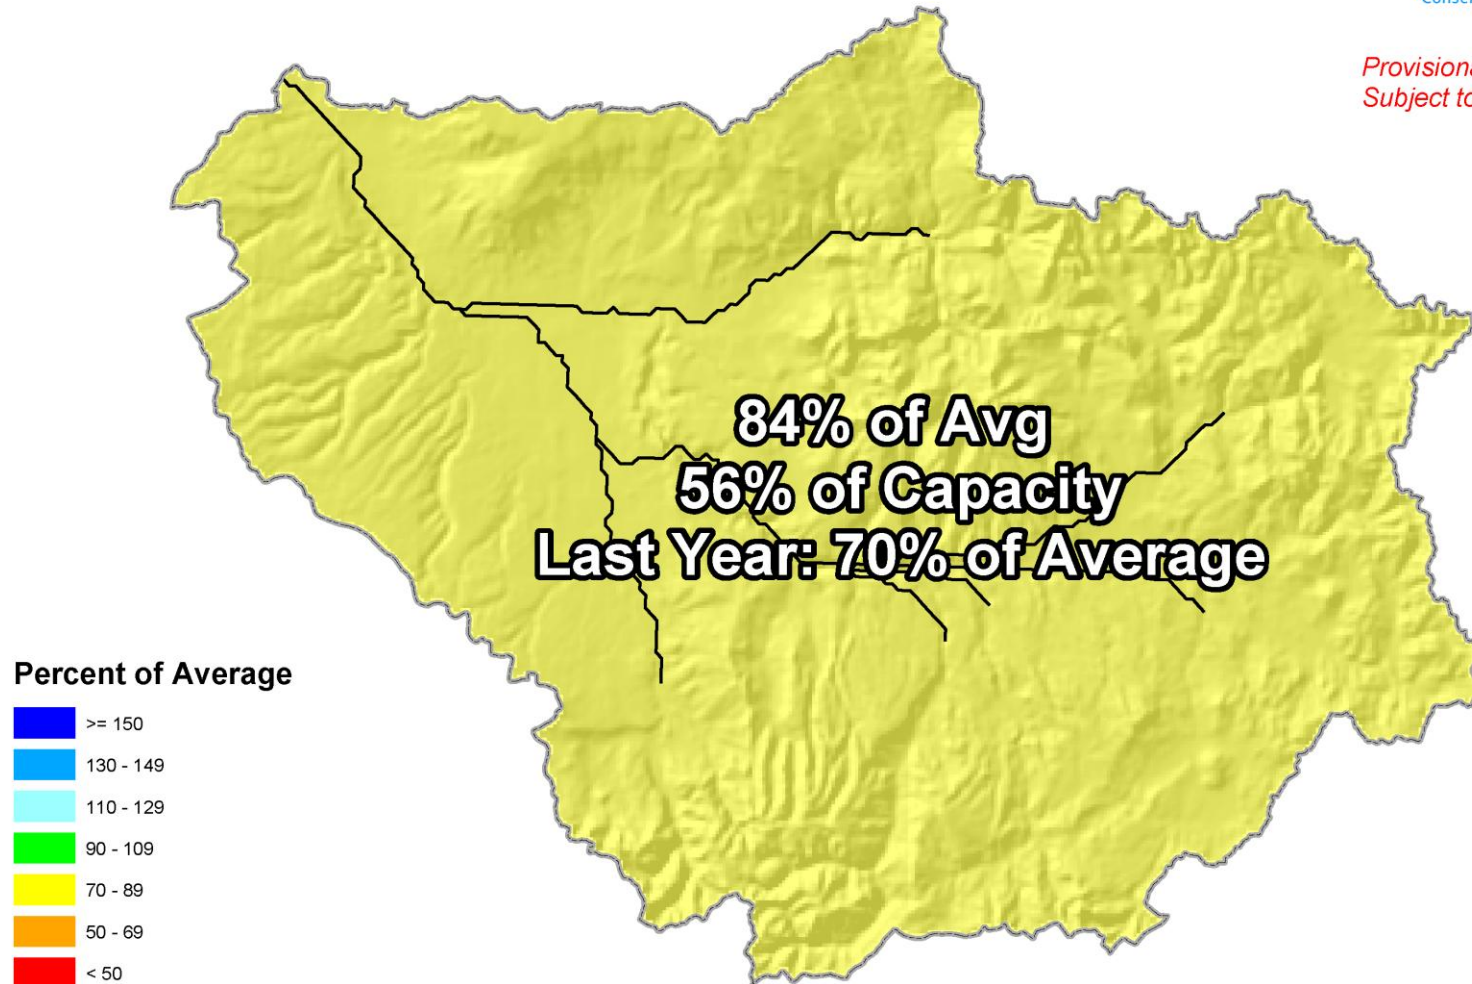 Provisional
Subject to
84% of Avg
56% of Capacity
Last Year: 70% of Average
Percent of Average
>= 150
130 - 149
110 - 129
90 - 109
70 - 89
50 - 69
< 50